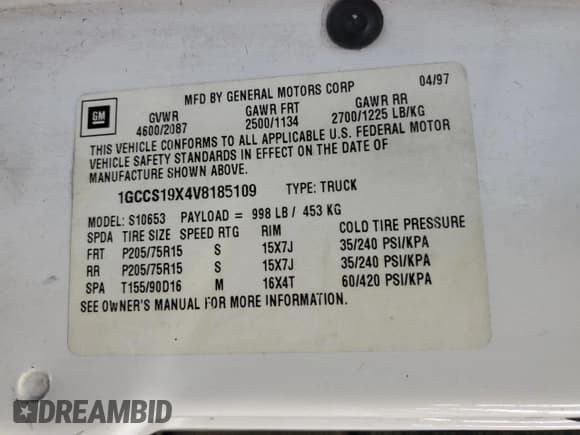 GM
MFD BY GENERAL MOTORS CORP 04/97
GVWR GAWR FRT GAWR RR
4600/2087 2500/1134 2700/1225 LB/KG
THIS VEHICLE CONFORMS TO ALL APPLICABLE U.S. FEDERAL MOTOR
VEHICLE SAFETY STANDARDS IN EFFECT ON THE DATE OF
MANUFACTURE SHOWN ABOVE.
1GCCS19X4V8185109 TYPE: TRUCK
MODEL: S10653 PAYLOAD = 998 LB / 453 KG
SPDA TIRE SIZE SPEED RTG RIM COLD TIRE PRESSURE
FRT P205/75R15 S 15X7J 35/240 PSI/KPA
RR P205/75R15 S 15X7J 35/240 PSI/KPA
SPA T155/90D16 M 16X4T 60/420 PSI/KPA
SEE OWNER'S MANUAL FOR MORE INFORMATION.
DREAMBID